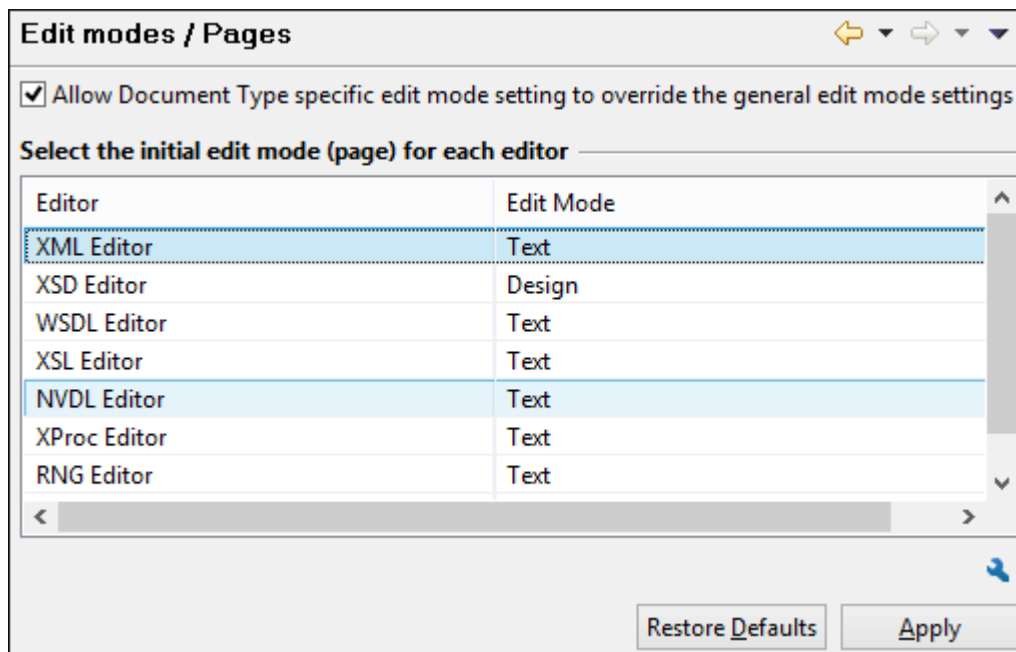 Edit modes / Pages
Allow Document Type specific edit mode setting to override the general edit mode settings
Select the initial edit mode (page) for each editor
Editor Edit Mode
XML Editor Text
XSD Editor Design
WSDL Editor Text
XSL Editor Text
NVDL Editor Text
XProc Editor Text
RNG Editor Text
Restore Defaults Apply